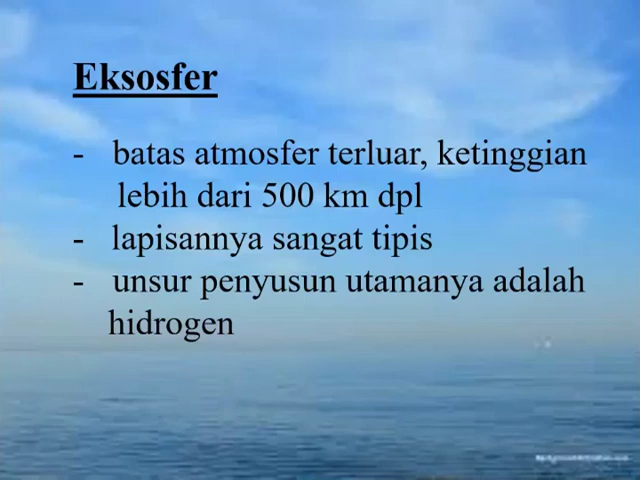 Eksosfer
- batas atmosfer terluar, ketinggian
lebih dari 500 km dpl
- lapisannya sangat tipis
- unsur penyusun utamanya adalah
hidrogen